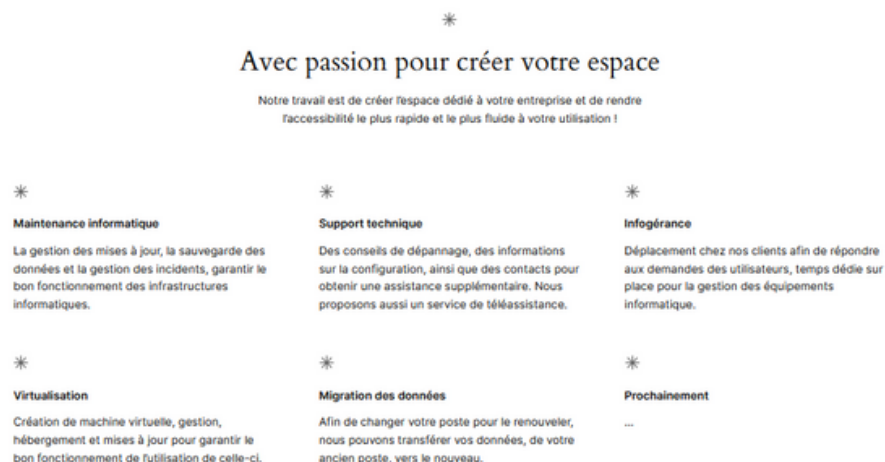 Avec passion pour créer votre espace
Notre travail est de créer l'espace dédié à votre entreprise et de rendre
l'accessibilité le plus rapide et le plus fluide à votre utilisation !
Maintenance informatique
La gestion des mises à jour, la sauvegarde des
données et la gestion des incidents, garantir le
bon fonctionnement des infrastructures
informatiques.
Support technique
Des conseils de dépannage, des informations
sur la configuration, ainsi que des contacts pour
obtenir une assistance supplémentaire. Nous
proposons aussi un service de téléassistance.
Infogérance
Déplacement chez nos clients afin de répondre
aux demandes des utilisateurs, temps dédie sur
place pour la gestion des équipements
informatique.
Virtualisation
Création de machine virtuelle, gestion,
hébergement et mises à jour pour garantir le
bon fonctionnement de l'utilisation de celle-ci.
Migration des données
Afin de changer votre poste pour le renouveler,
nous pouvons transférer vos données, de votre
ancien poste, vers le nouveau.
Prochainement
...